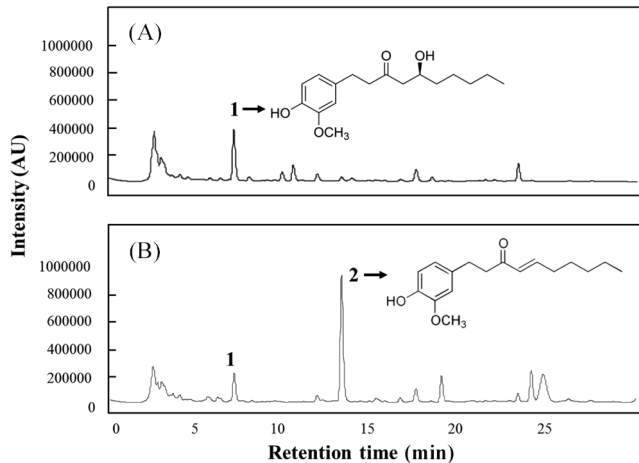 (A)
Intensity (AU)
1000000
800000
600000
400000
200000
0
1
HO
OCH3
O
OH
(B)
1000000
800000
600000
400000
200000
0
1
2
HO
OCH3
O
0 5 10 15 20 25
Retention time (min)